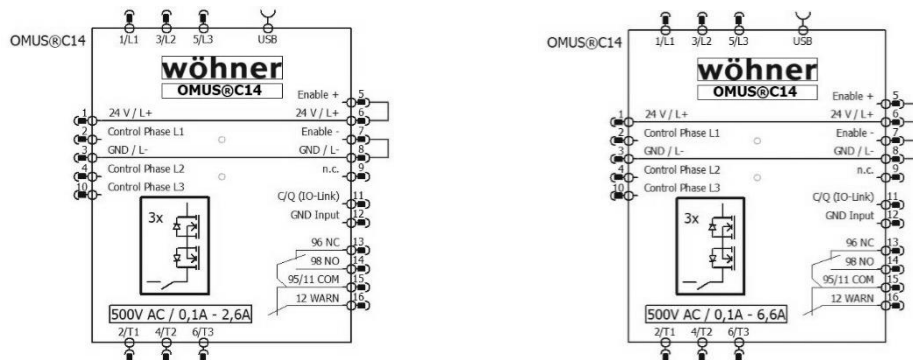 OMUS®C14
1/L1 3/L2 5/L3 USB
wöhner
OMUS®C14
Enable + 5
1 24 V / L+ 24 V / L+ 6
2 Control Phase L1 Enable - 7
3 GND / L- GND / L- 8
4 Control Phase L2 n.c. 9
10 Control Phase L3
C/Q (IO-Link) 11
GND Input 12
3x
96 NC 13
98 NO 14
95/11 COM 15
12 WARN 16
500V AC / 0,1A - 2,6A
2/T1 4/T2 6/T3
OMUS®C14
1/L1 3/L2 5/L3 USB
wöhner
OMUS®C14
Enable + 5
1 24 V / L+ 24 V / L+ 6
2 Control Phase L1 Enable - 7
3 GND / L- GND / L- 8
4 Control Phase L2 n.c. 9
10 Control Phase L3
C/Q (IO-Link) 11
GND Input 12
3x
96 NC 13
98 NO 14
95/11 COM 15
12 WARN 16
500V AC / 0,1A - 6,6A
2/T1 4/T2 6/T3